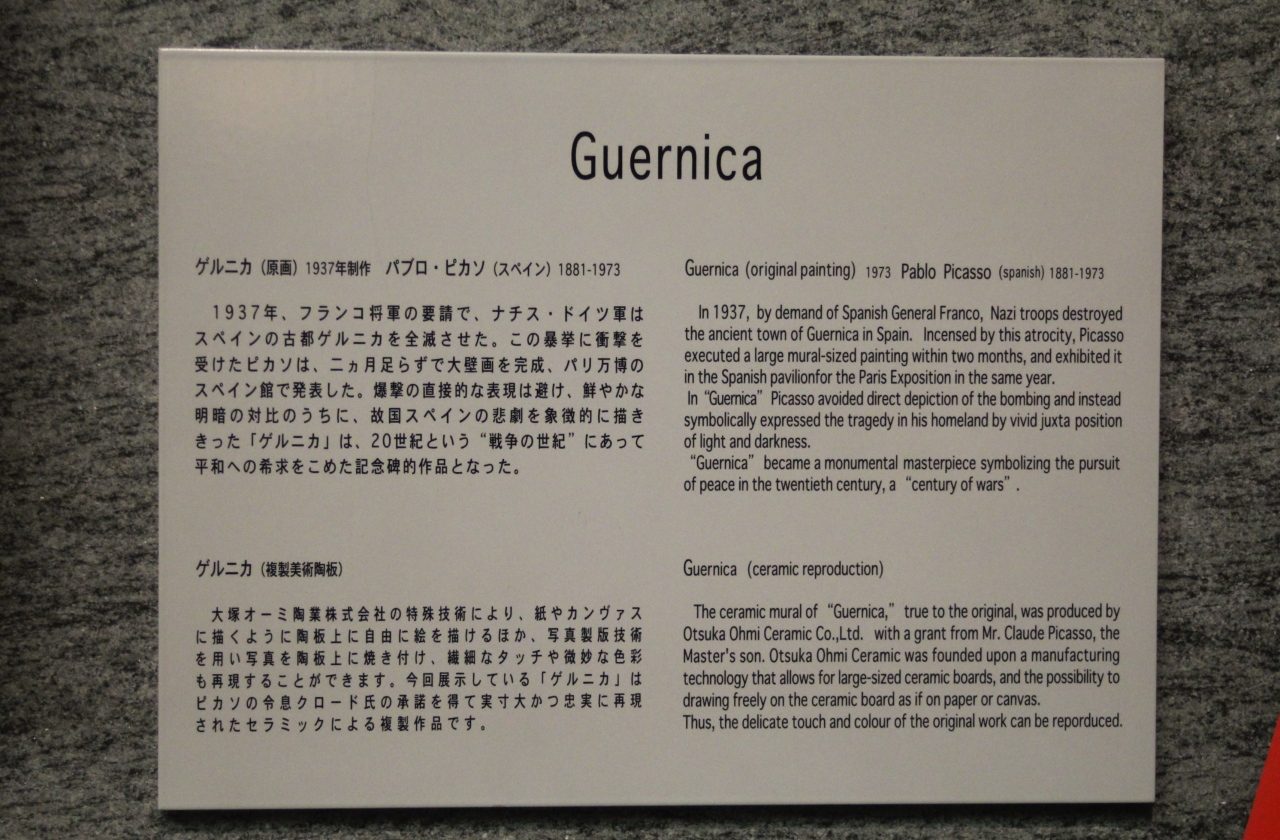 Guernica
ゲルニカ（原画）1937年制作　パブロ・ピカソ（スペイン）1881-1973
1937年、フランコ将軍の要請で、ナチス・ドイツ軍は
スペインの古都ゲルニカを全滅させた。この暴挙に衝撃を
受けたピカソは、二ヵ月足らずで大壁画を完成、パリ万博の
スペイン館で発表した。爆撃の直接的な表現は避け、鮮やかな
明暗の対比のうちに、故国スペインの悲劇を象徴的に描き
きった「ゲルニカ」は、20世紀という“戦争の世紀”にあって
平和への希求をこめた記念碑的作品となった。
ゲルニカ（複製美術陶板）
大塚オーミ陶業株式会社の特殊技術により、紙やカンヴァス
に描くように陶板上に自由に絵を描けるほか、写真製版技術
を用い写真を陶板上に焼き付け、繊細なタッチや微妙な色彩
も再現することができます。今回展示している「ゲルニカ」は
ピカソの令息クロード氏の承諾を得て実寸大かつ忠実に再現
されたセラミックによる複製作品です。
Guernica (original painting) 1973 Pablo Picasso (spanish) 1881-1973
In 1937, by demand of Spanish General Franco, Nazi troops destroyed
the ancient town of Guernica in Spain. Incensed by this atrocity, Picasso
executed a large mural-sized painting within two months, and exhibited it
in the Spanish pavilionfor the Paris Exposition in the same year.
In “Guernica” Picasso avoided direct depiction of the bombing and instead
symbolically expressed the tragedy in his homeland by vivid juxta position
of light and darkness.
“Guernica” became a monumental masterpiece symbolizing the pursuit
of peace in the twentieth century, a “century of wars” .
Guernica (ceramic reproduction)
The ceramic mural of “Guernica,” true to the original, was produced by
Otsuka Ohmi Ceramic Co.,Ltd. with a grant from Mr. Claude Picasso, the
Master's son. Otsuka Ohmi Ceramic was founded upon a manufacturing
technology that allows for large-sized ceramic boards, and the possibility to
drawing freely on the ceramic board as if on paper or canvas.
Thus, the delicate touch and colour of the original work can be reporduced.